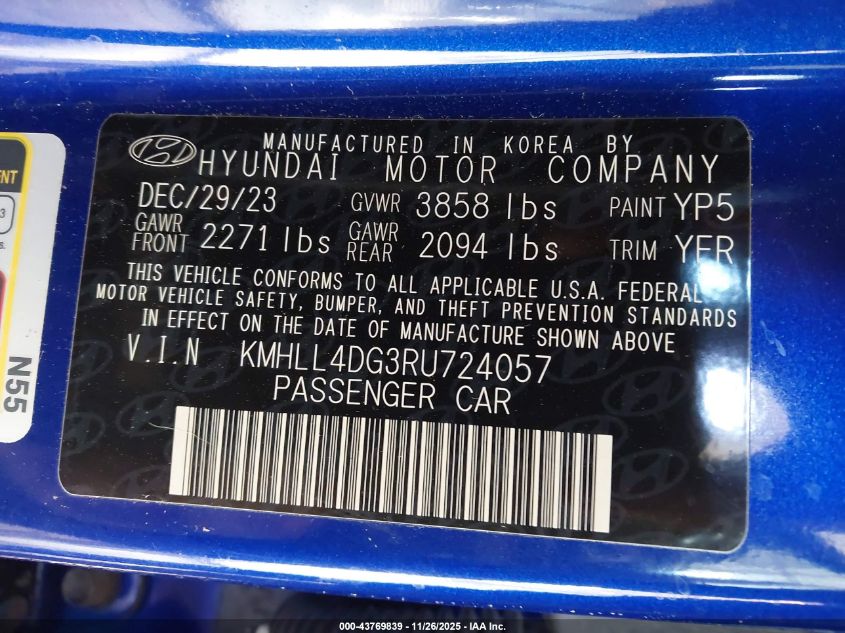 MANUFACTURED IN KOREA BY
HYUNDAI MOTOR COMPANY
DEC/29/23 GVWR 3858 lbs PAINT YP5
GAWR FRONT 2271 lbs GAWR REAR 2094 lbs TRIM YFR
THIS VEHICLE CONFORMS TO ALL APPLICABLE U.S.A. FEDERAL
MOTOR VEHICLE SAFETY, BUMPER, AND THEFT PREVENTION STANDARDS
IN EFFECT ON THE DATE OF MANUFACTURE SHOWN ABOVE
V.I.N KMHLL4DG3RU724057
PASSENGER CAR
N55
000-43769839 - 11/26/2025 - IAA Inc.